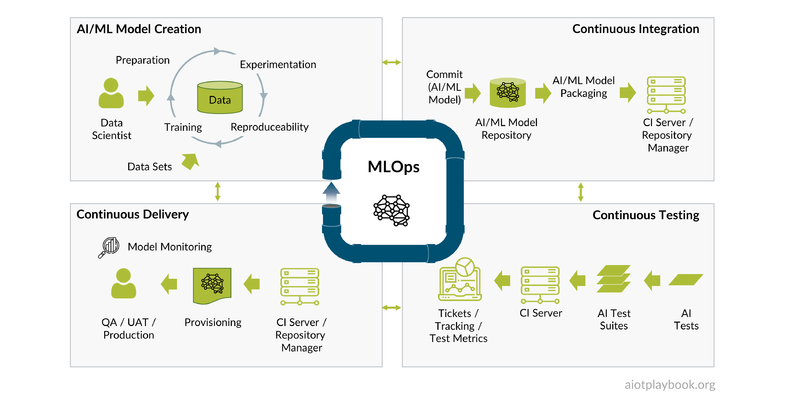 AI/ML Model Creation
Preparation
Experimentation
Data
Data
Scientist
Training
Reproduceability
Data Sets
Continuous Integration
Commit
(AI/ML
Model)
AI/ML Model
Repository
AI/ML Model
Packaging
CI Server /
Repository
Manager
MLOps
Continuous Delivery
Model Monitoring
QA / UAT /
Production
Provisioning
CI Server /
Repository
Manager
Continuous Testing
Tickets /
Tracking /
Test Metrics
CI Server
AI Test
Suites
AI
Tests
aiotplaybook.org